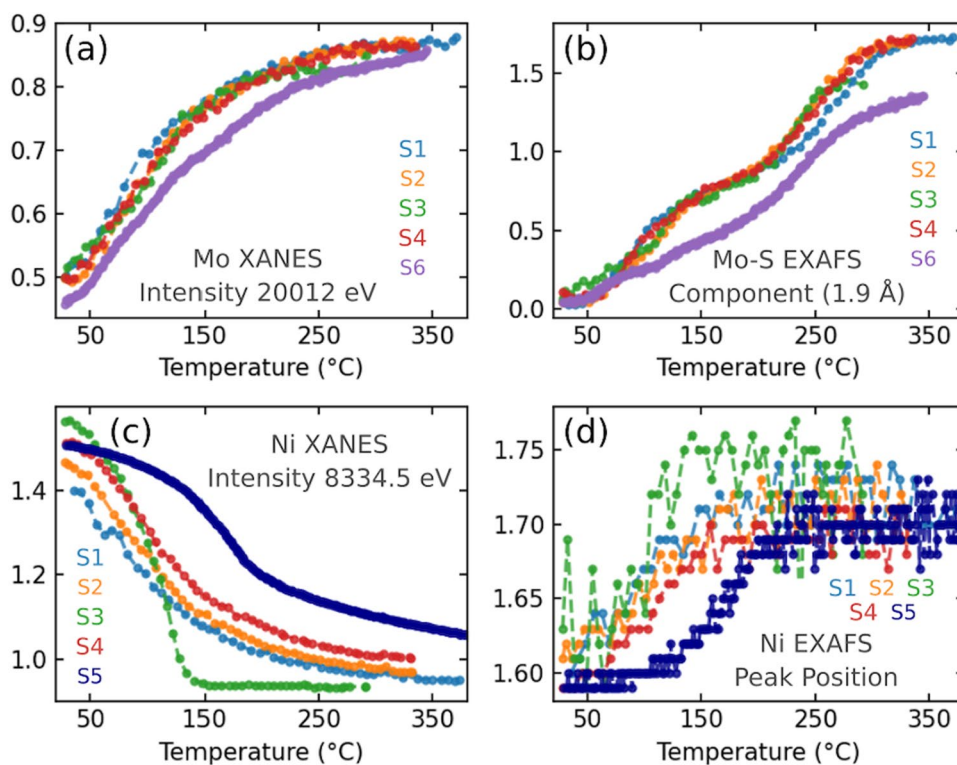 (a)
0.9
0.8
0.7
0.6
0.5
S1
S2
S3
S4
S6
Mo XANES
Intensity 20012 eV
50 150 250 350
Temperature (°C)
(b)
1.5
1.0
0.5
0.0
S1
S2
S3
S4
S6
Mo-S EXAFS
Component (1.9 Å)
50 150 250 350
Temperature (°C)
(c)
1.4
1.2
1.0
Ni XANES
Intensity 8334.5 eV
S1
S2
S3
S4
S5
50 150 250 350
Temperature (°C)
(d)
1.75
1.70
1.65
1.60
S1 S2 S3
S4 S5
Ni EXAFS
Peak Position
50 150 250 350
Temperature (°C)